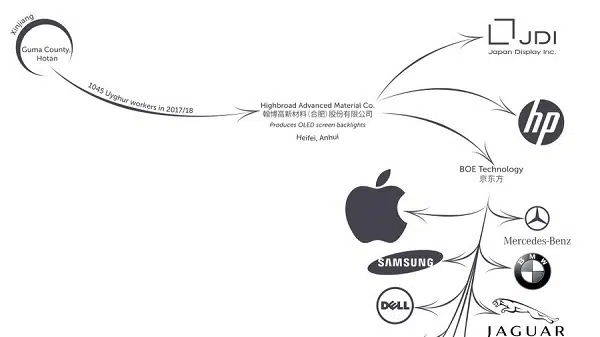 Xinjiang
Guma County,
Hotan
1045 Uyghur workers in 2017/18
Highbroad Advanced Material Co.
翰博高新材料(合肥)股份有限公司
Produces OLED screen backlights
Heifei, Anhui
JDI
Japan Display Inc.
hp
BOE Technology
京东方
Mercedes-Benz
SAMSUNG
BMW
DELL
JAGUAR